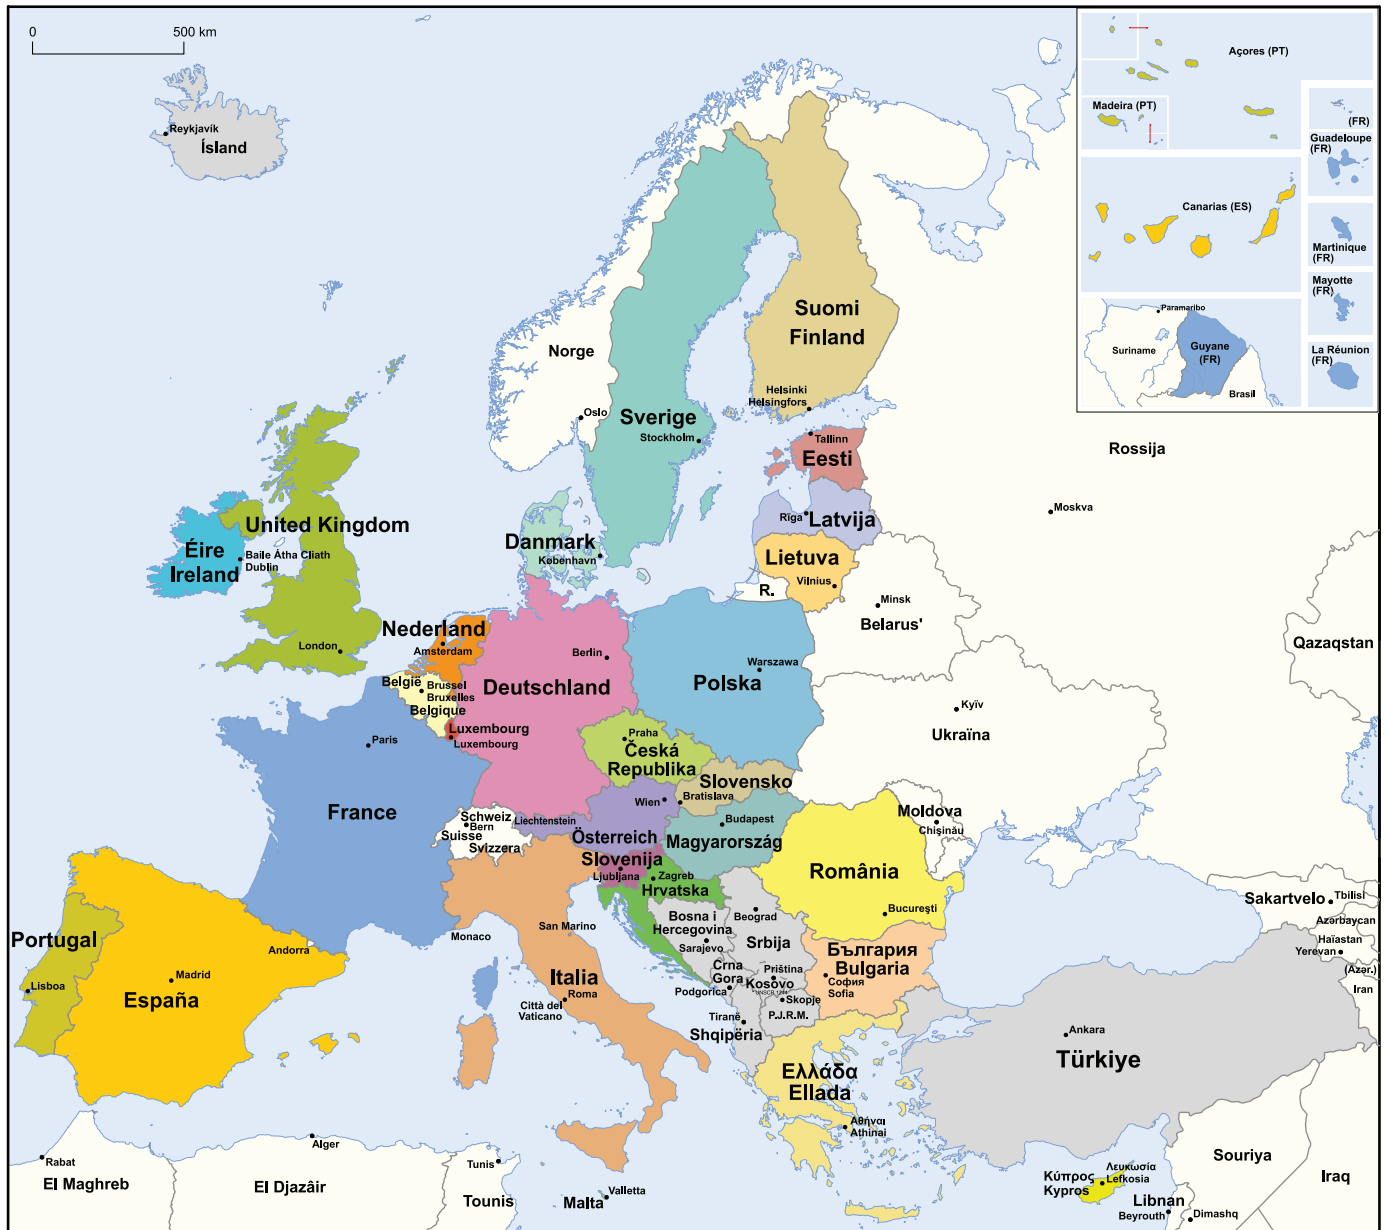 0
500 km
Reykjavík
Ísland
Açores (PT)
Madeira (PT)
(FR)
Guadeloupe
(FR)
Canarias (ES)
Martinique
(FR)
Mayotte
(FR)
La Réunion
(FR)
Paramaribo
Suriname
Guyane
(FR)
Brasil
Norge
Oslo
Suomi
Finland
Helsinki
Helsingfors
Sverige
Stockholm
Tallinn
Eesti
Rossija
Moskva
Rīga
Latvija
Lietuva
Vilnius
R.
Minsk
Belarus'
Qazaqstan
United Kingdom
London
Éire
Ireland
Baile Átha Cliath
Dublin
Danmark
København
Nederland
Amsterdam
België
Brussel
Bruxelles
Belgique
Luxembourg
Luxembourg
Berlin
Deutschland
Warszawa
Polska
Kyïv
Ukraïna
Paris
France
Praha
Česká
Republika
Slovensko
Bratislava
Wien
Österreich
Liechtenstein
Schweiz
Bern
Suisse
Svizzera
Budapest
Magyarország
Moldova
Chişinău
România
Bucureşti
Slovenija
Ljubljana
Zagreb
Hrvatska
Bosna i
Hercegovina
Sarajevo
Beograd
Srbija
Crna
Gora
Podgorica
Priština
Kosovo
UNSCR 1244
Skopje
P.J.R.M.
Tiranë
Shqipëria
България
Bulgaria
София
Sofia
Portugal
Lisboa
Madrid
España
Andorra
Monaco
San Marino
Italia
Roma
Città del
Vaticano
Ελλάδα
Ellada
Αθήναι
Athinai
Ankara
Türkiye
Sakartvelo
Tbilisi
Azərbaycan
Haïastan
Yerevan
(Azər.)
Iran
Κύπρος
Kypros
Λευκωσία
Lefkosia
Libnan
Beyrouth
Dimashq
Souriya
Iraq
Rabat
El Maghreb
Alger
El Djazâir
Tunis
Tounis
Malta
Valletta